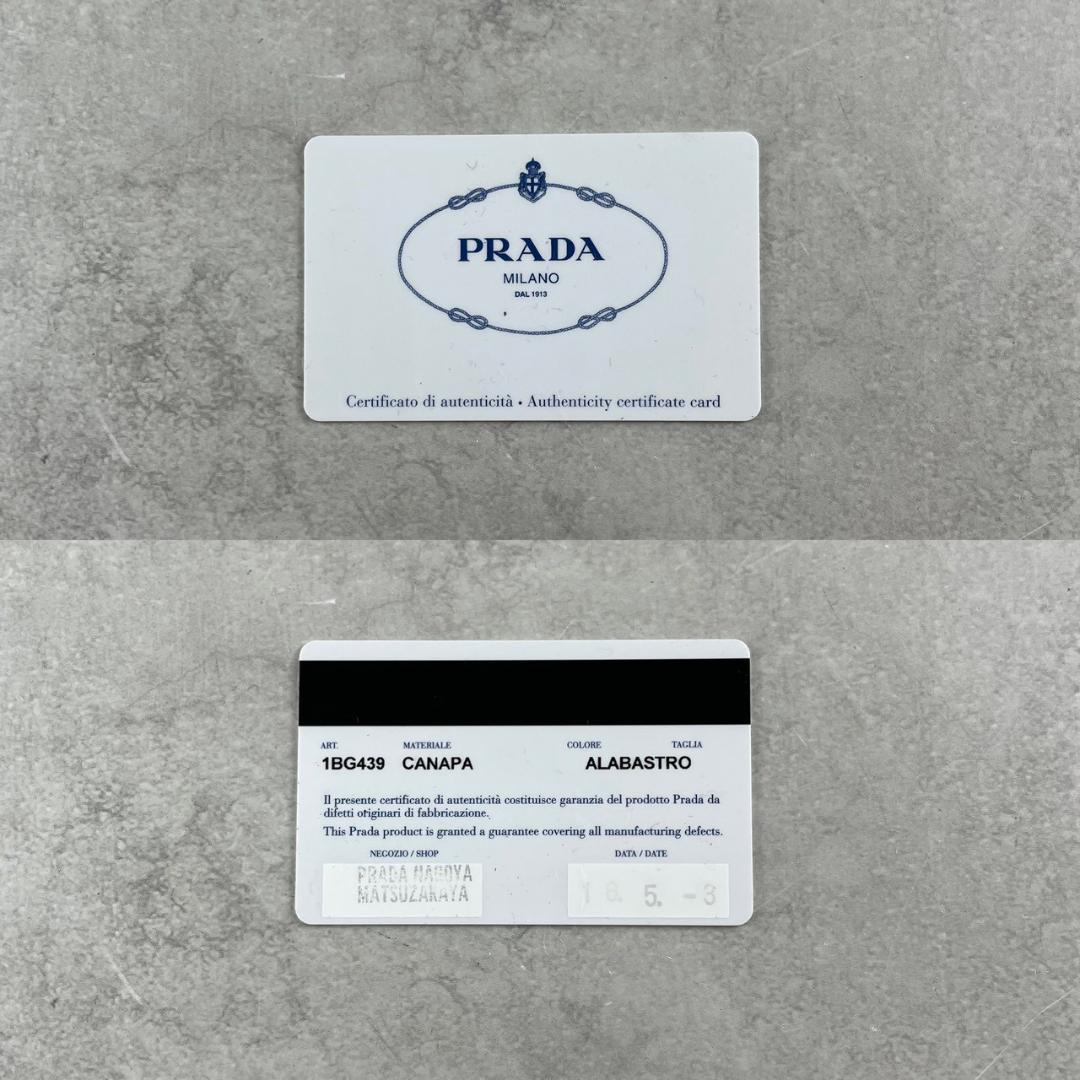 PRADA
MILANO
DAL 1913
Certificato di autenticità • Authenticity certificate card
ART. MATERIALE COLORE TAGLIA
1BG439 CANAPA ALABASTRO
Il presente certificato di autenticità costituisce garanzia del prodotto Prada da
difetti originari di fabbricazione.
This Prada product is granted a guarantee covering all manufacturing defects.
NEGOZIO / SHOP DATA / DATE
PRADA NAGOYA
MATSUZAKAYA
18. 5. -3